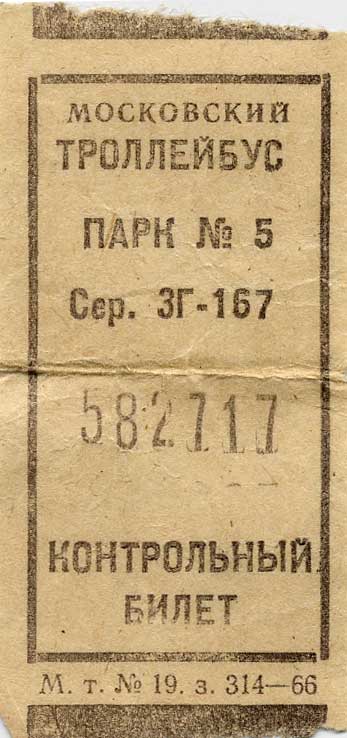 МОСКОВСКИЙ
ТРОЛЛЕЙБУС
ПАРК № 5
Сер. ЗГ-167
582717
КОНТРОЛЬНЫЙ
БИЛЕТ
М. т. № 19. з. 314—66